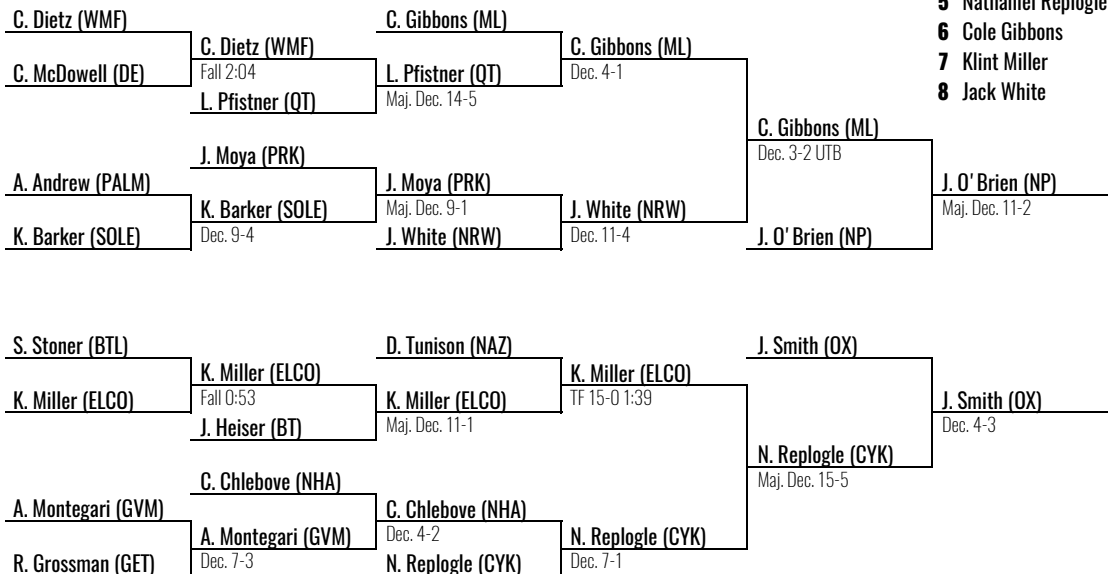 5 Nathaniel Replogle
6 Cole Gibbons
7 Klint Miller
8 Jack White
C. Dietz (WMF)
C. McDowell (DE)
C. Dietz (WMF)
Fall 2:04
L. Pfistner (QT)
C. Gibbons (ML)
L. Pfistner (QT)
Maj. Dec. 14-5
C. Gibbons (ML)
Dec. 4-1
A. Andrew (PALM)
K. Barker (SOLE)
J. Moya (PRK)
K. Barker (SOLE)
Dec. 9-4
J. Moya (PRK)
Maj. Dec. 9-1
J. White (NRW)
J. White (NRW)
Dec. 11-4
C. Gibbons (ML)
Dec. 3-2 UTB
J. O'Brien (NP)
J. O'Brien (NP)
Maj. Dec. 11-2
S. Stoner (BTL)
K. Miller (ELCO)
K. Miller (ELCO)
Fall 0:53
J. Heiser (BT)
D. Tunison (NAZ)
K. Miller (ELCO)
Maj. Dec. 11-1
K. Miller (ELCO)
TF 15-0 1:39
A. Montegari (GVM)
R. Grossman (GET)
C. Chlebove (NHA)
A. Montegari (GVM)
Dec. 7-3
C. Chlebove (NHA)
Dec. 4-2
N. Replogle (CYK)
N. Replogle (CYK)
Dec. 7-1
J. Smith (OX)
N. Replogle (CYK)
Maj. Dec. 15-5
J. Smith (OX)
Dec. 4-3